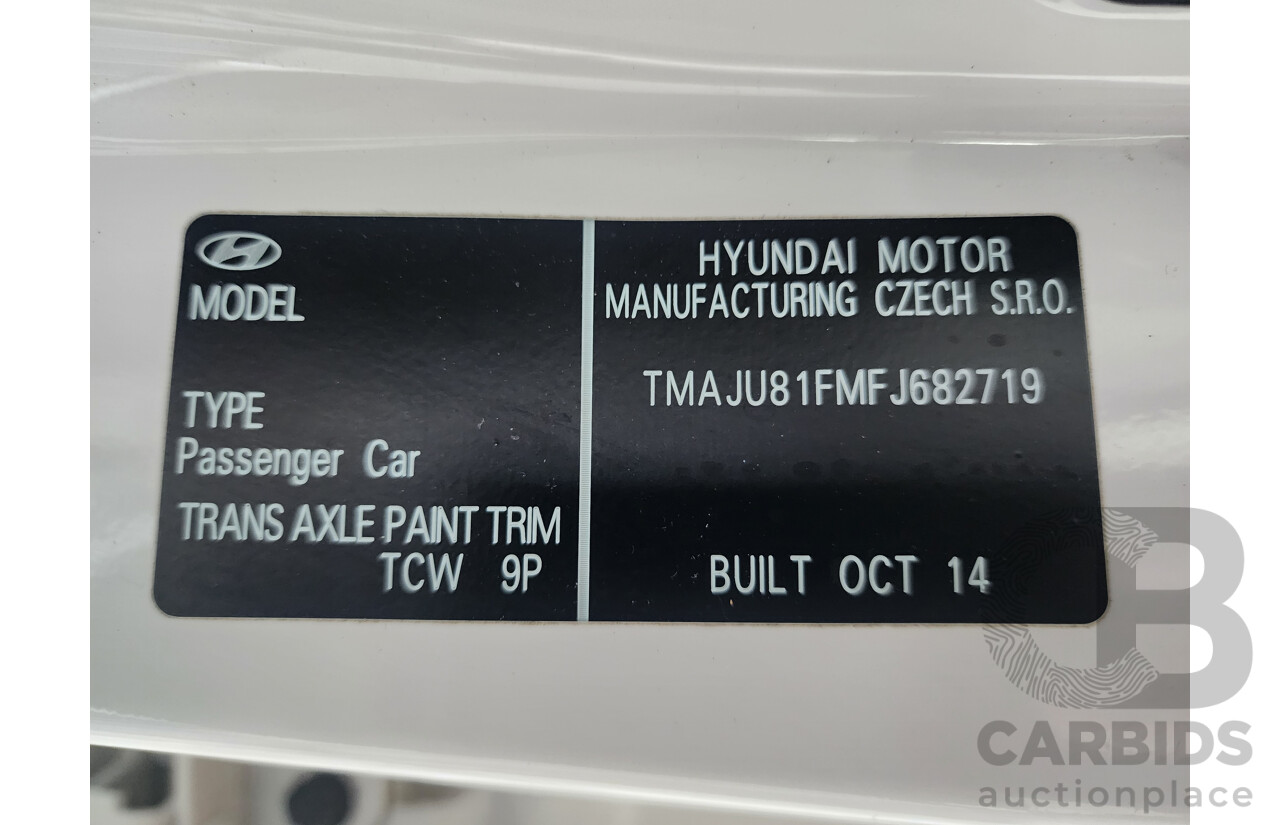 MODEL
TYPE
Passenger Car
TRANS AXLE PAINT TRIM
TCW 9P
HYUNDAI MOTOR
MANUFACTURING CZECH S.R.O.
TMAJU81FMFJ682719
BUILT OCT 14
CB
CARBIDS
auctionplace